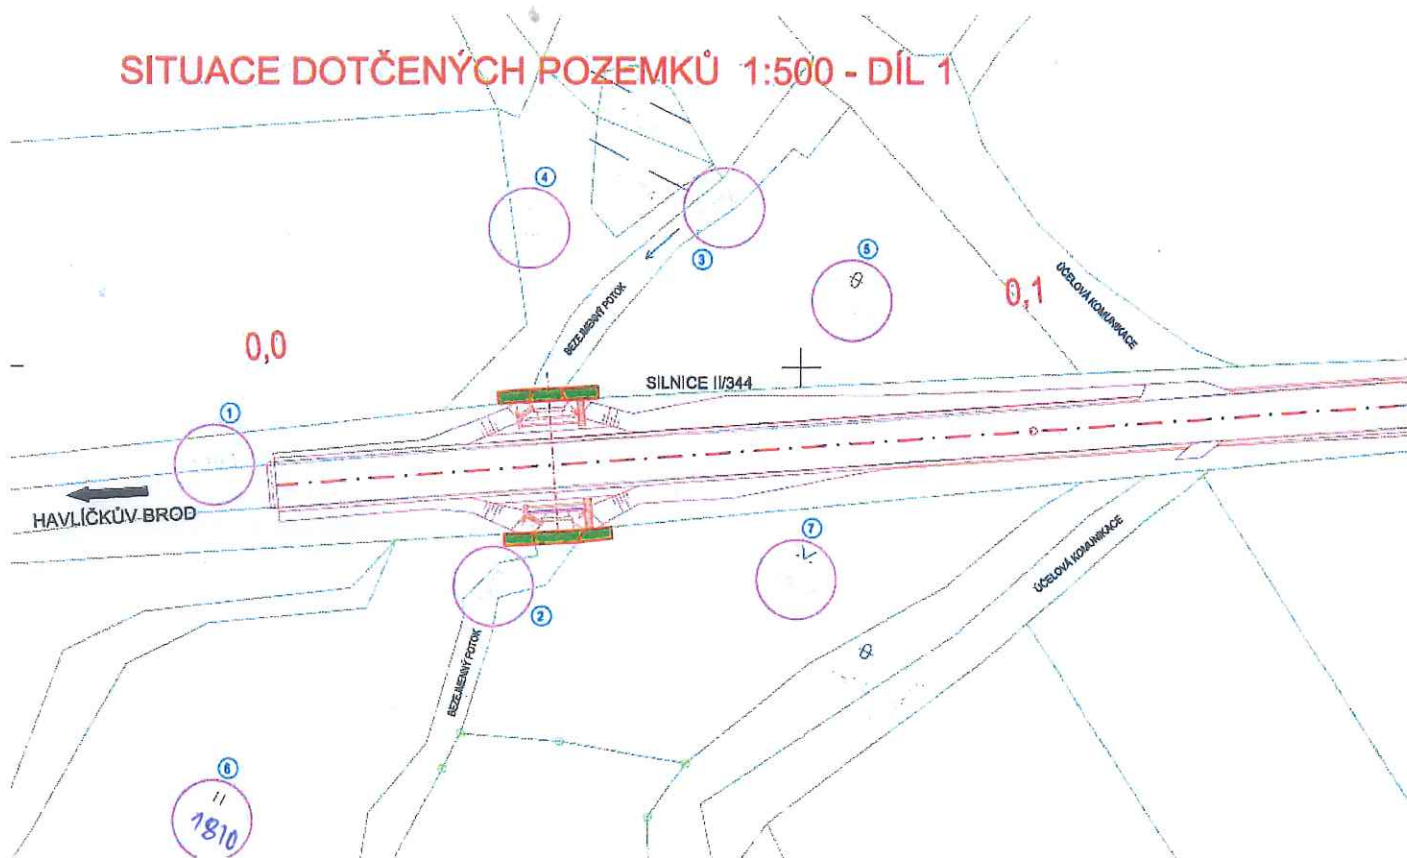 SITUACE DOTČENÝCH POZEMKŮ 1:500 - DÍL 1
4
3
5
BEZEJMENNÝ POTOK
ÚČELOVÁ KOMUNIKACE
0,1
0,0
SILNICE II/344
1
HAVLÍČKŮV BROD
7
2
ÚČELOVÁ KOMUNIKACE
BEZEJMENNÝ POTOK
6
1810